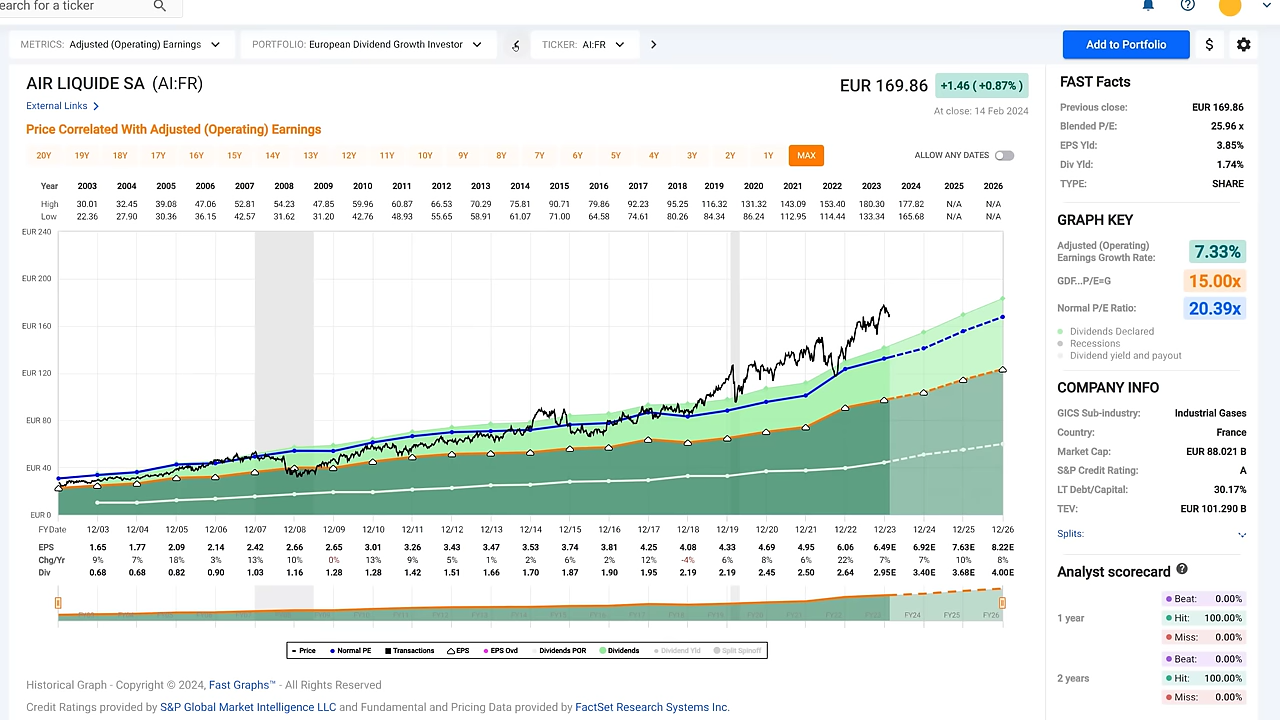 earch for a ticker
METRICS: Adjusted (Operating) Earnings PORTFOLIO: European Dividend Growth Investor TICKER: AI:FR Add to Portfolio $
AIR LIQUIDE SA (AI:FR) EUR 169.86 +1.46 ( +0.87% )
External Links At close: 14 Feb 2024
Price Correlated With Adjusted (Operating) Earnings
20Y 19Y 18Y 17Y 16Y 15Y 14Y 13Y 12Y 11Y 10Y 9Y 8Y 7Y 6Y 5Y 4Y 3Y 2Y 1Y MAX ALLOW ANY DATES
Year 2003 2004 2005 2006 2007 2008 2009 2010 2011 2012 2013 2014 2015 2016 2017 2018 2019 2020 2021 2022 2023 2024 2025 2026
High 30.01 32.45 39.08 47.06 52.81 54.23 47.85 59.96 60.87 66.53 70.29 75.81 90.71 79.86 92.23 95.25 116.32 131.32 143.09 153.40 180.30 177.82 N/A N/A
Low 22.36 27.90 30.36 36.15 42.57 31.62 31.20 42.76 48.93 55.65 58.91 61.07 71.00 64.58 74.61 80.26 84.34 86.24 112.95 114.44 133.34 165.68 N/A N/A
EUR 240
EUR 200
EUR 160
EUR 120
EUR 80
EUR 40
EUR 0
FY Date 12/03 12/04 12/05 12/06 12/07 12/08 12/09 12/10 12/11 12/12 12/13 12/14 12/15 12/16 12/17 12/18 12/19 12/20 12/21 12/22 12/23 12/24 12/25 12/26
EPS 1.65 1.77 2.09 2.14 2.42 2.66 2.65 3.01 3.26 3.43 3.47 3.53 3.74 3.81 4.25 4.08 4.33 4.69 4.95 6.06 6.49E 6.92E 7.63E 8.22E
Chg/Yr 9% 7% 18% 3% 13% 10% 0% 13% 9% 5% 1% 2% 6% 2% 12% -4% 6% 8% 6% 22% 7% 7% 10% 8%
Div 0.68 0.68 0.82 0.90 1.03 1.16 1.28 1.28 1.42 1.51 1.66 1.70 1.87 1.90 1.95 2.19 2.19 2.45 2.50 2.64 2.95E 3.40E 3.68E 4.00E
FY24 FY25 FY26
Price Normal PE Transactions EPS EPS Ovd Dividends POR Dividends Dividend Yld Split Spinoff
Historical Graph - Copyright © 2024, Fast Graphs™ - All Rights Reserved
Credit Ratings provided by S&P Global Market Intelligence LLC and Fundamental and Pricing Data provided by FactSet Research Systems Inc.
FAST Facts
Previous close: EUR 169.86
Blended P/E: 25.96 x
EPS Yld: 3.85%
Div Yld: 1.74%
TYPE: SHARE
GRAPH KEY
Adjusted (Operating)
Earnings Growth Rate: 7.33%
GDF...P/E=G 15.00x
Normal P/E Ratio: 20.39x
Dividends Declared
Recessions
Dividend yield and payout
COMPANY INFO
GICS Sub-industry: Industrial Gases
Country: France
Market Cap: EUR 88.021 B
S&P Credit Rating: A
LT Debt/Capital: 30.17%
TEV: EUR 101.290 B
Splits:
Analyst scorecard
Beat: 0.00%
1 year Hit: 100.00%
Miss: 0.00%
Beat: 0.00%
2 years Hit: 100.00%
Miss: 0.00%